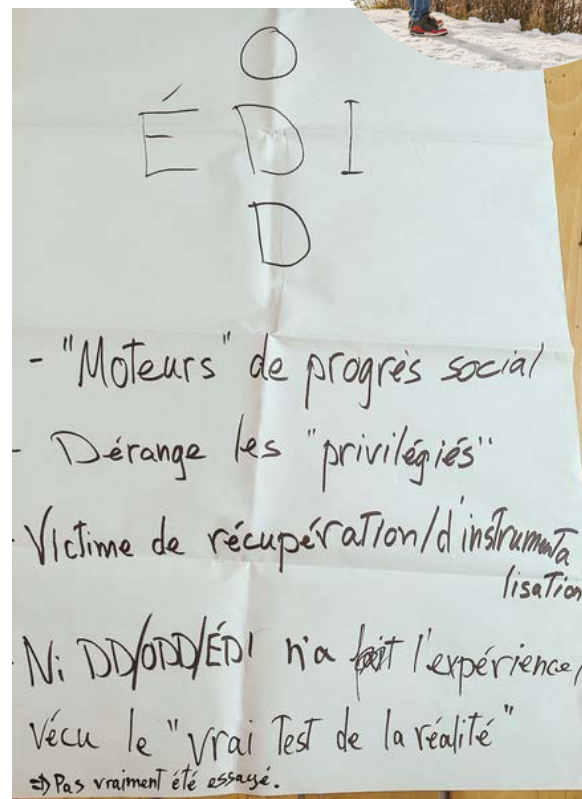 O
É D I
D
- "Moteurs" de progrès social
- Dérange les "privilégiés"
- Victime de récupération/d'instrumenta
lisation
- Ni DD/ODD/ÉDI n'a fait l'expérience/
vécu le "vrai test de la réalité"
⇒ Pas vraiment été essayé.